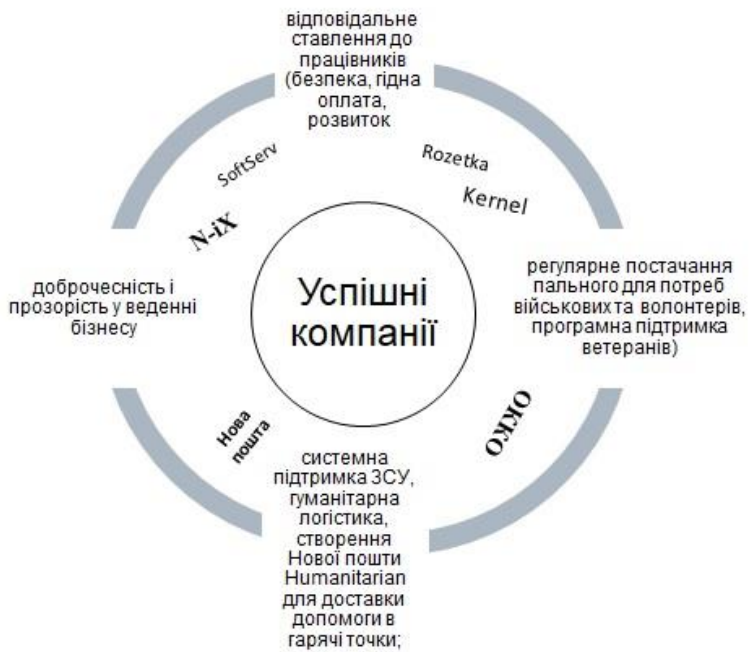 відповідальне
ставлення до
працівників
(безпека, гідна
оплата,
розвиток
SoftServ
Rozetka
Kernel
N-iX
доброчесність і
прозорість у веденні
бізнесу
Успішні
компанії
регулярне постачання
пального для потреб
військових та волонтерів,
програмна підтримка
ветеранів)
Нова
пошта
ОККО
системна
підтримка ЗСУ,
гуманітарна
логістика,
створення
Нової пошти
Humanitarian
для доставки
допомоги в
гарячі точки;